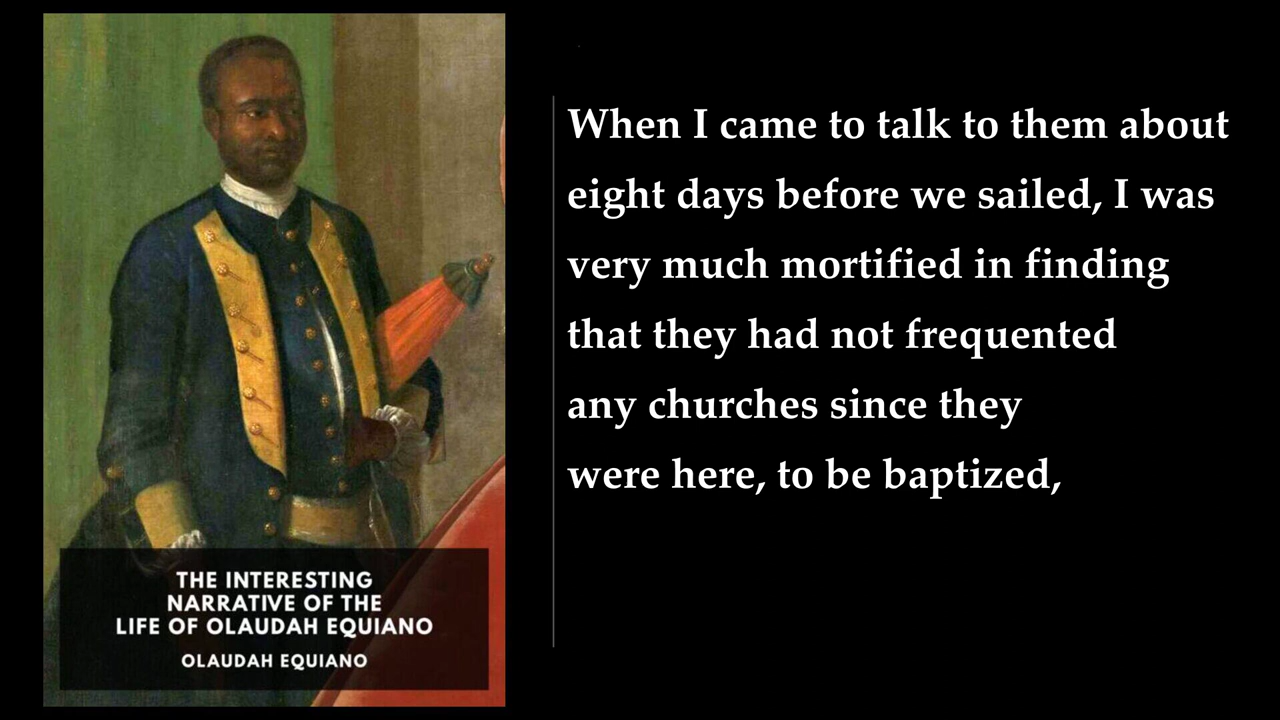 When I came to talk to them about
eight days before we sailed, I was
very much mortified in finding
that they had not frequented
any churches since they
were here, to be baptized,
THE INTERESTING
NARRATIVE OF THE
LIFE OF OLAUDAH EQUIANO
OLAUDAH EQUIANO